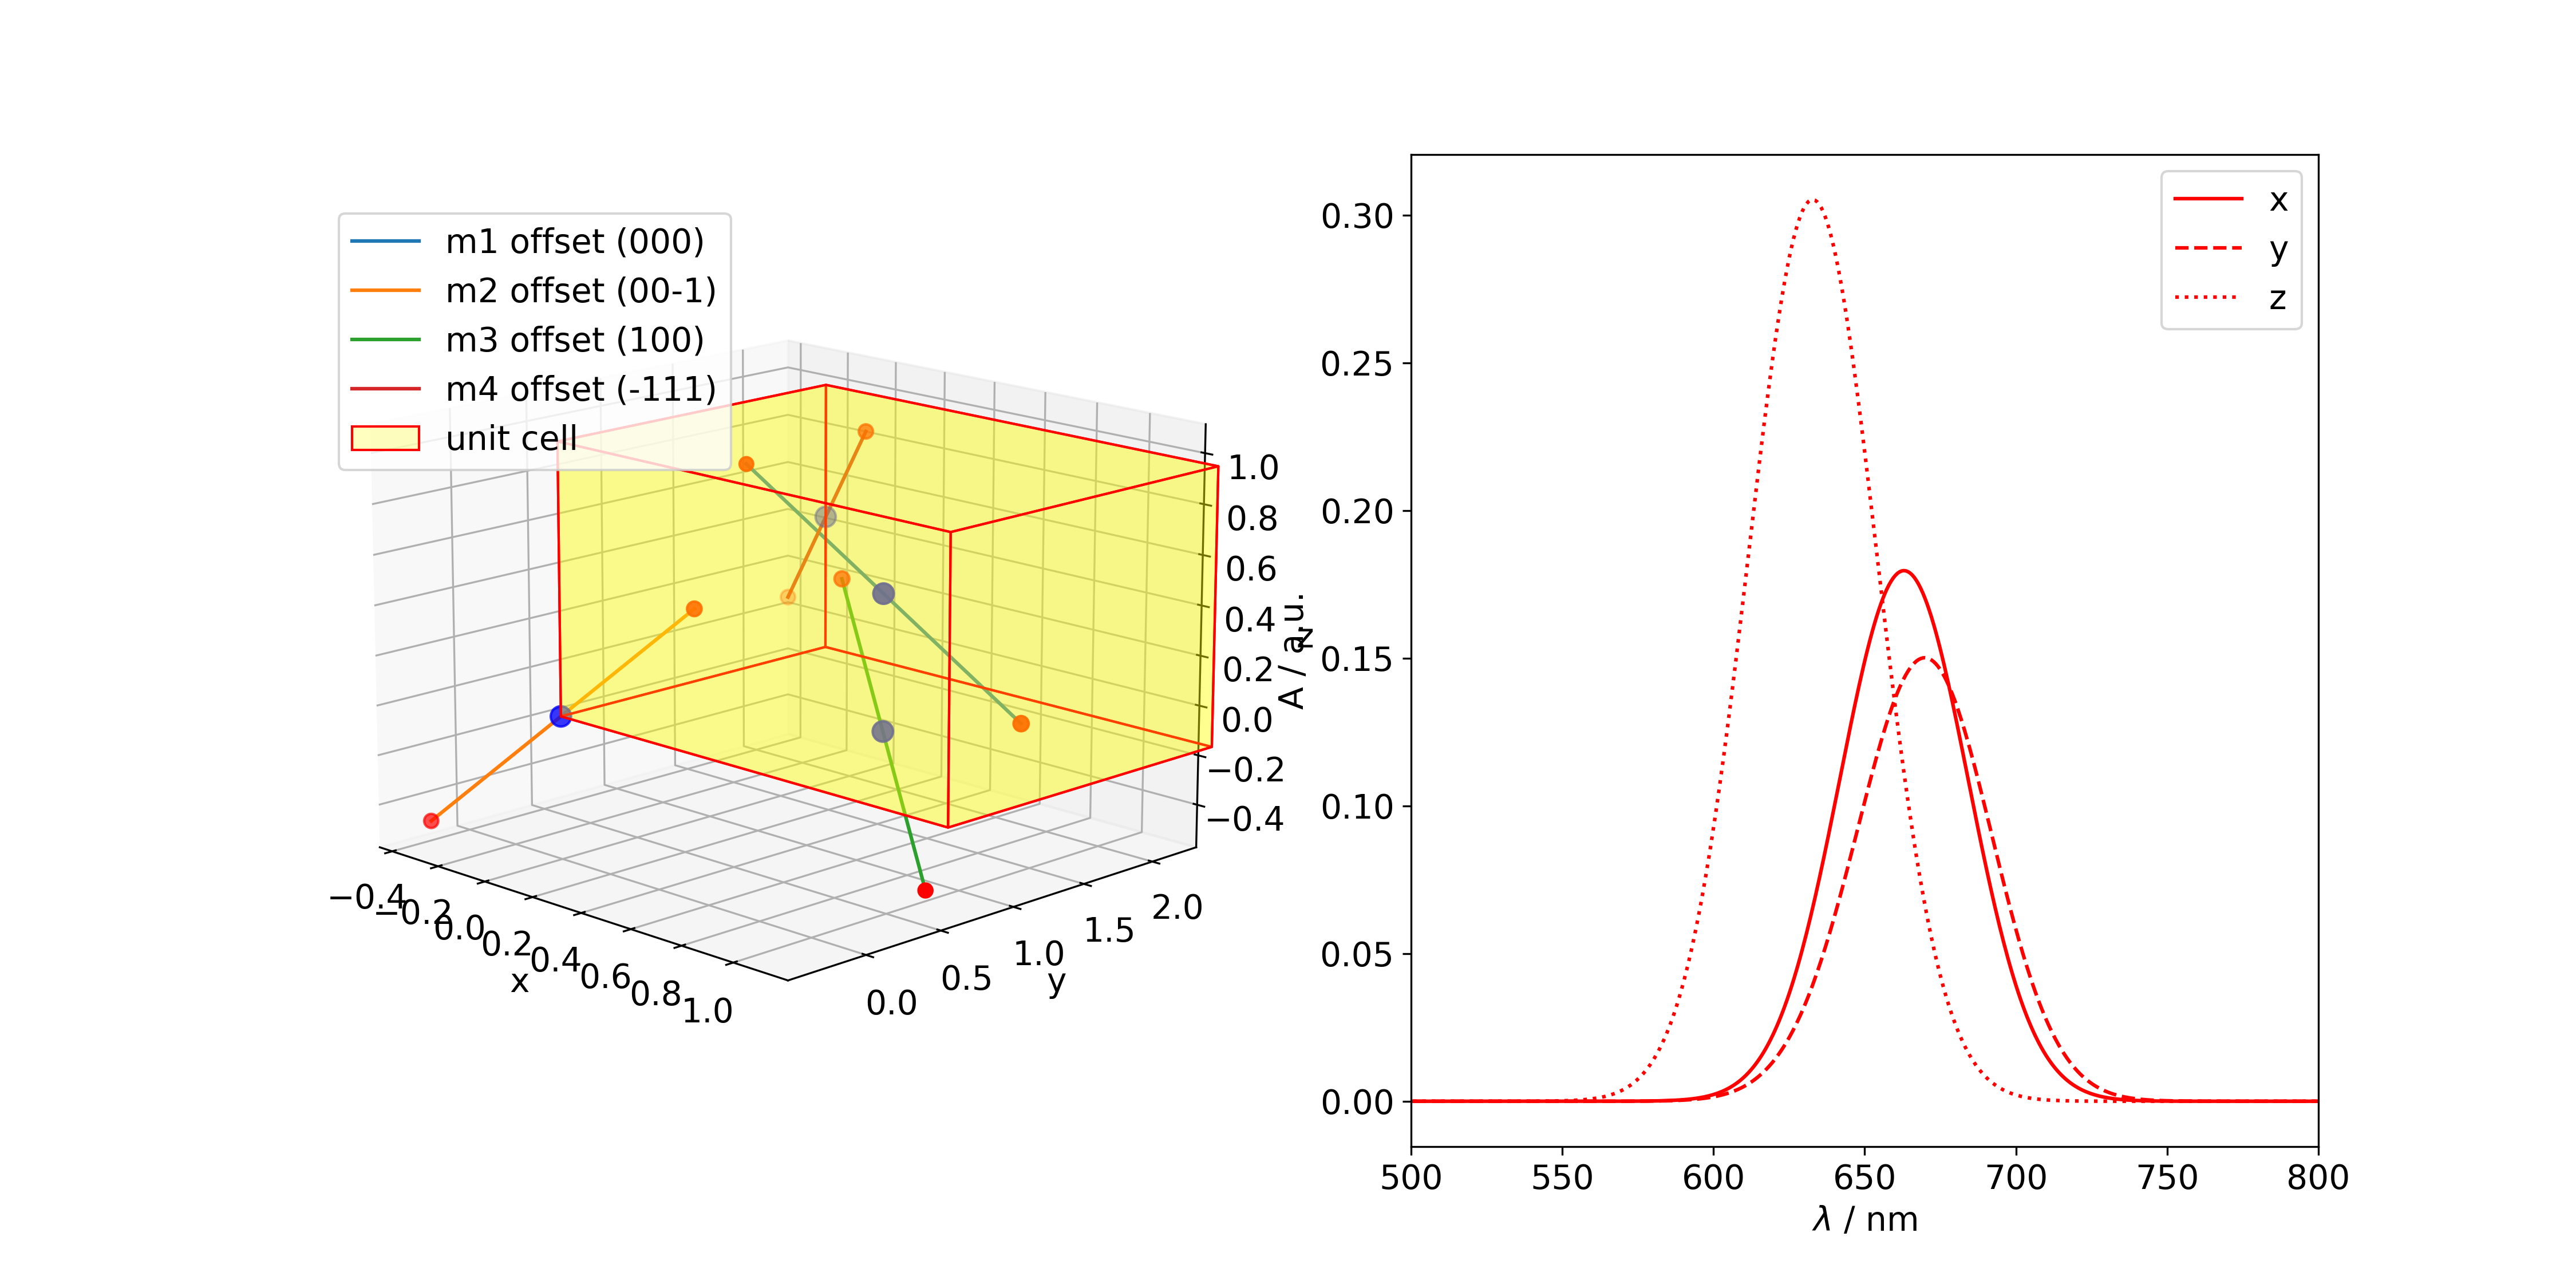 m1 offset (000)
m2 offset (00-1)
m3 offset (100)
m4 offset (-111)
unit cell
1.0
0.8
0.6
0.4
0.2
0.0
−0.2
−0.4
z
−0.4
−0.2
0.0
0.2
0.4
0.6
0.8
1.0
x
0.0
0.5
1.0
1.5
2.0
y
A / a.u.
0.30
0.25
0.20
0.15
0.10
0.05
0.00
x
y
z
500 550 600 650 700 750 800
λ / nm